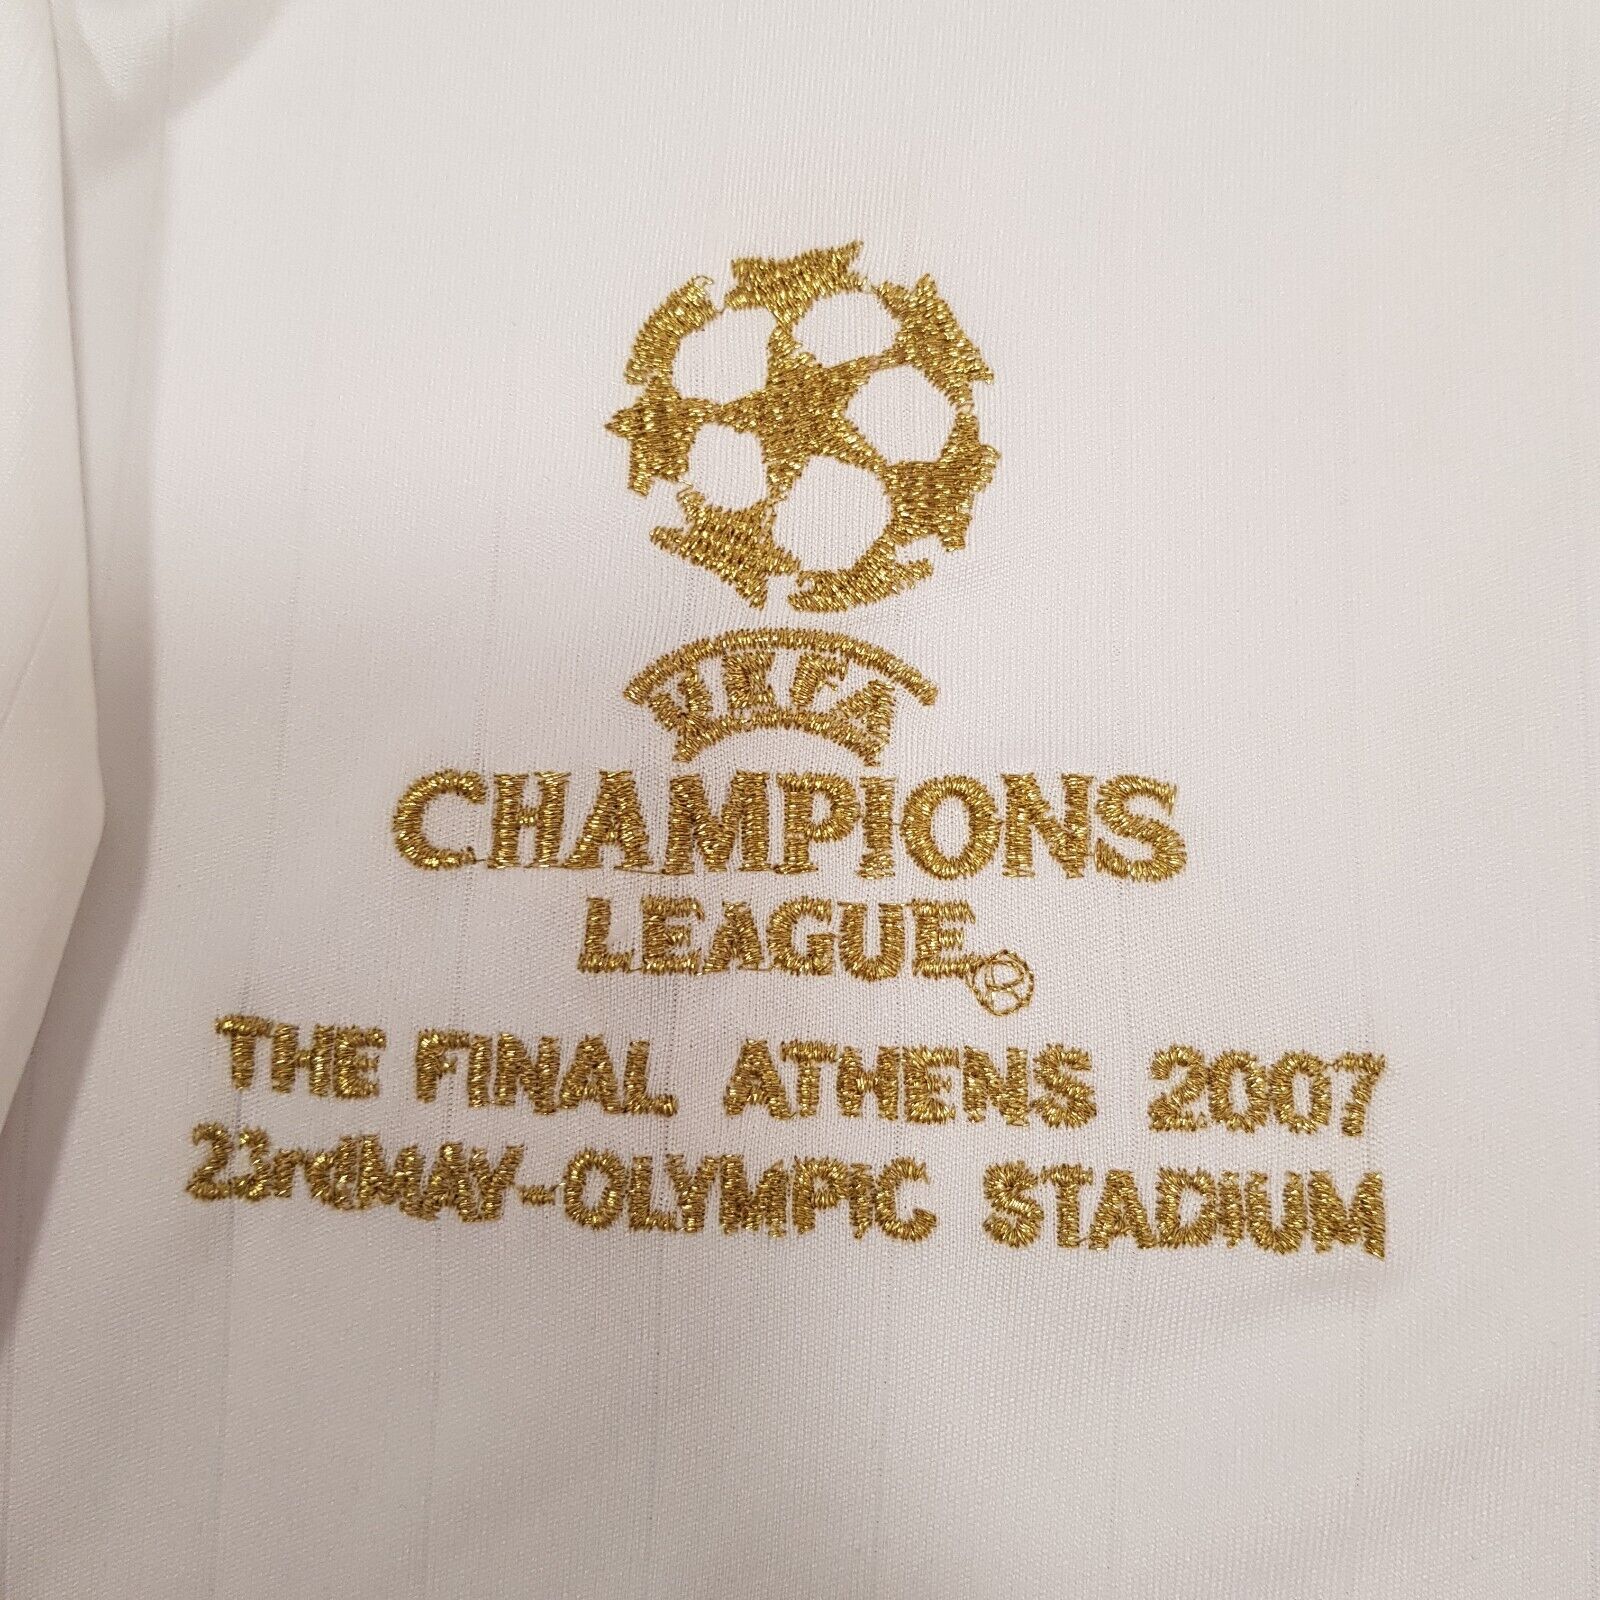 UEFA
CHAMPIONS
LEAGUE
THE FINAL ATHENS 2007
23rdMAY-OLYMPIC STADIUM